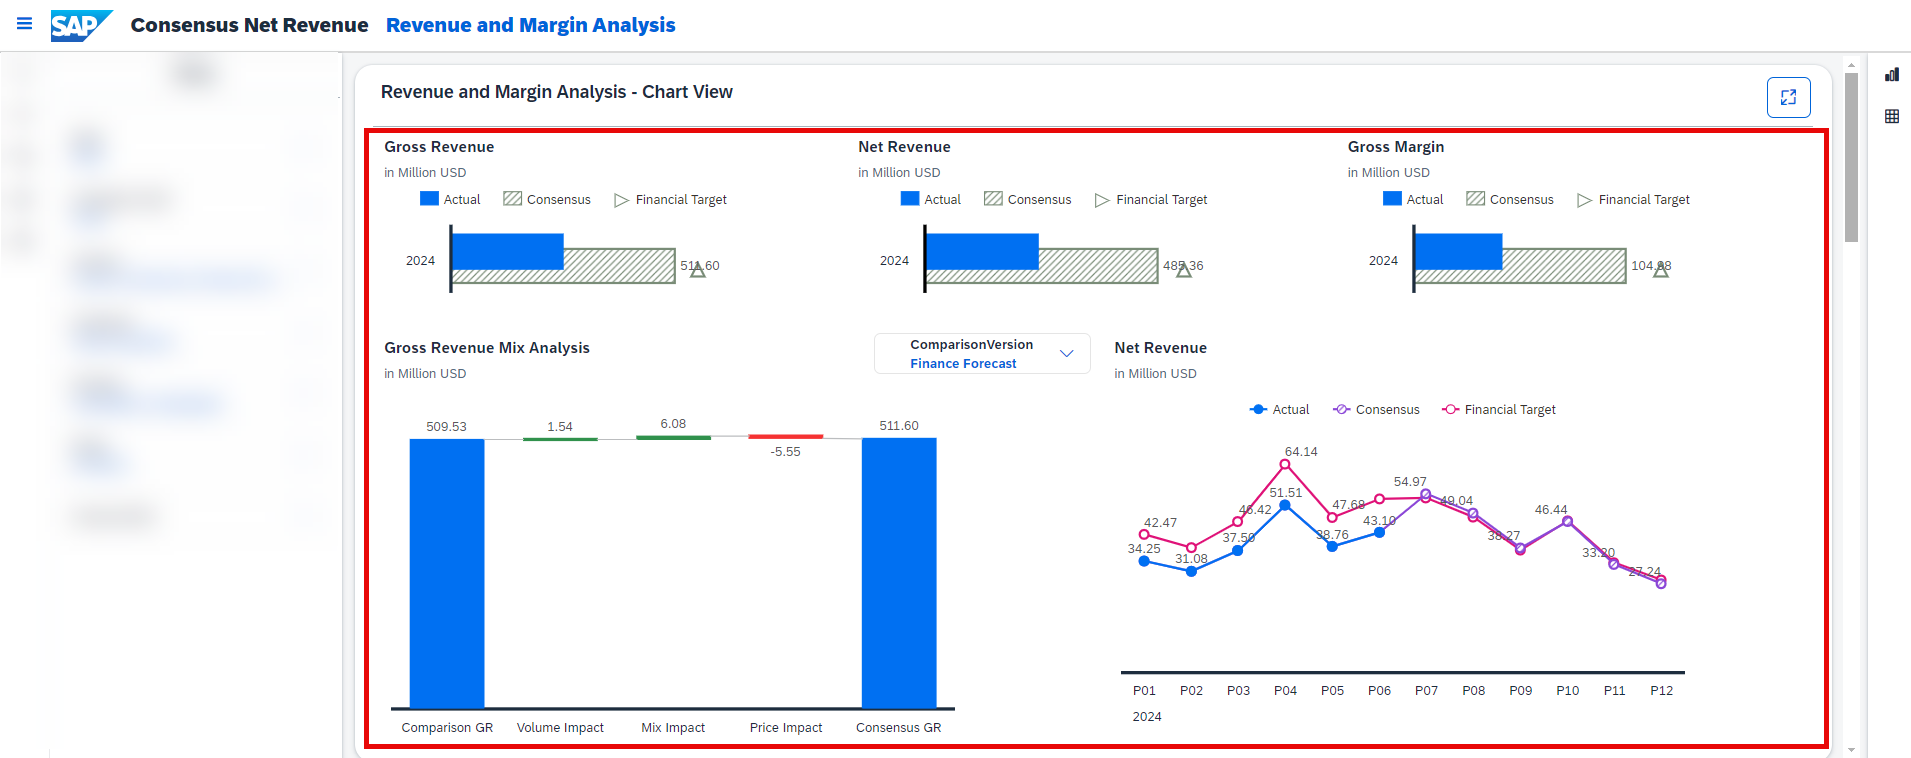 SAP Consensus Net Revenue Revenue and Margin Analysis
Revenue and Margin Analysis - Chart View
Gross Revenue
in Million USD
Actual Consensus Financial Target
2024
511.60
Net Revenue
in Million USD
Actual Consensus Financial Target
2024
485.36
Gross Margin
in Million USD
Actual Consensus Financial Target
2024
104.98
Gross Revenue Mix Analysis
in Million USD
ComparisonVersion
Finance Forecast
509.53 1.54 6.08 -5.55 511.60
Comparison GR Volume Impact Mix Impact Price Impact Consensus GR
Net Revenue
in Million USD
Actual Consensus Financial Target
64.14
54.97
51.51
49.04
47.68
46.42
46.44
42.47
43.10
37.50
38.76
38.27
34.25
31.08
33.20
27.24
P01 P02 P03 P04 P05 P06 P07 P08 P09 P10 P11 P12
2024